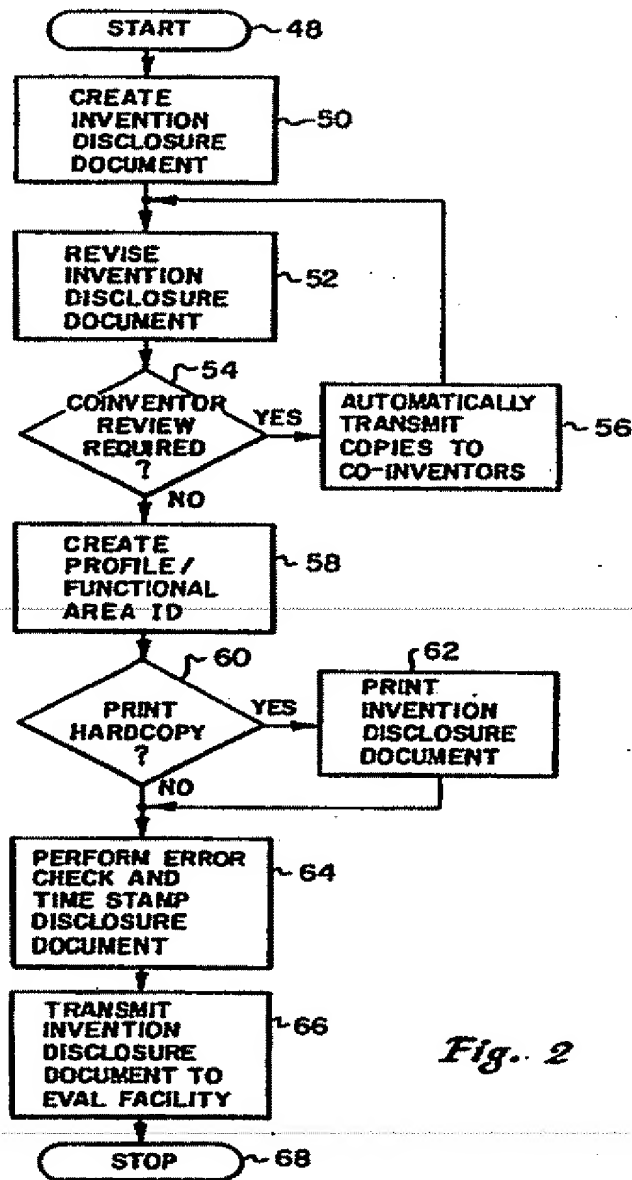 START
48
CREATE
INVENTION
DISCLOSURE
DOCUMENT
50
REVISE
INVENTION
DISCLOSURE
DOCUMENT
52
54
COINVENTOR
REVIEW
REQUIRED
?
YES
AUTOMATICALLY
TRANSMIT
COPIES TO
CO-INVENTORS
56
NO
CREATE
PROFILE/
FUNCTIONAL
AREA ID
58
60
PRINT
HARDCOPY
?
YES
62
PRINT
INVENTION
DISCLOSURE
DOCUMENT
NO
PERFORM ERROR
CHECK AND
TIME STAMP
DISCLOSURE
DOCUMENT
64
TRANSMIT
INVENTION
DISCLOSURE
DOCUMENT TO
EVAL FACILITY
66
Fig. 2
STOP
68